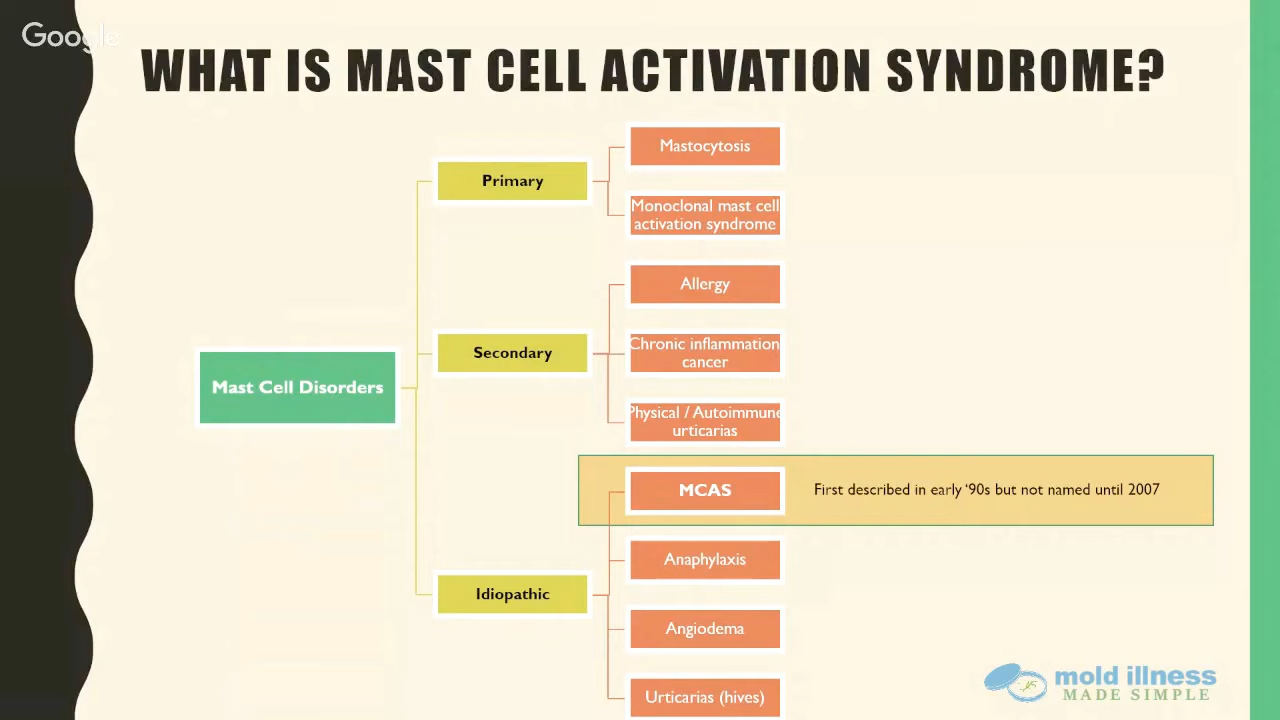 Google
WHAT IS MAST CELL ACTIVATION SYNDROME?
Mast Cell Disorders
Primary
Mastocytosis
Monoclonal mast cell
activation syndrome
Secondary
Allergy
Chronic inflammation
cancer
Physical / Autoimmune
urticarias
Idiopathic
MCAS
First described in early ‘90s but not named until 2007
Anaphylaxis
Angiodema
Urticarias (hives)
mold illness
MADE SIMPLE